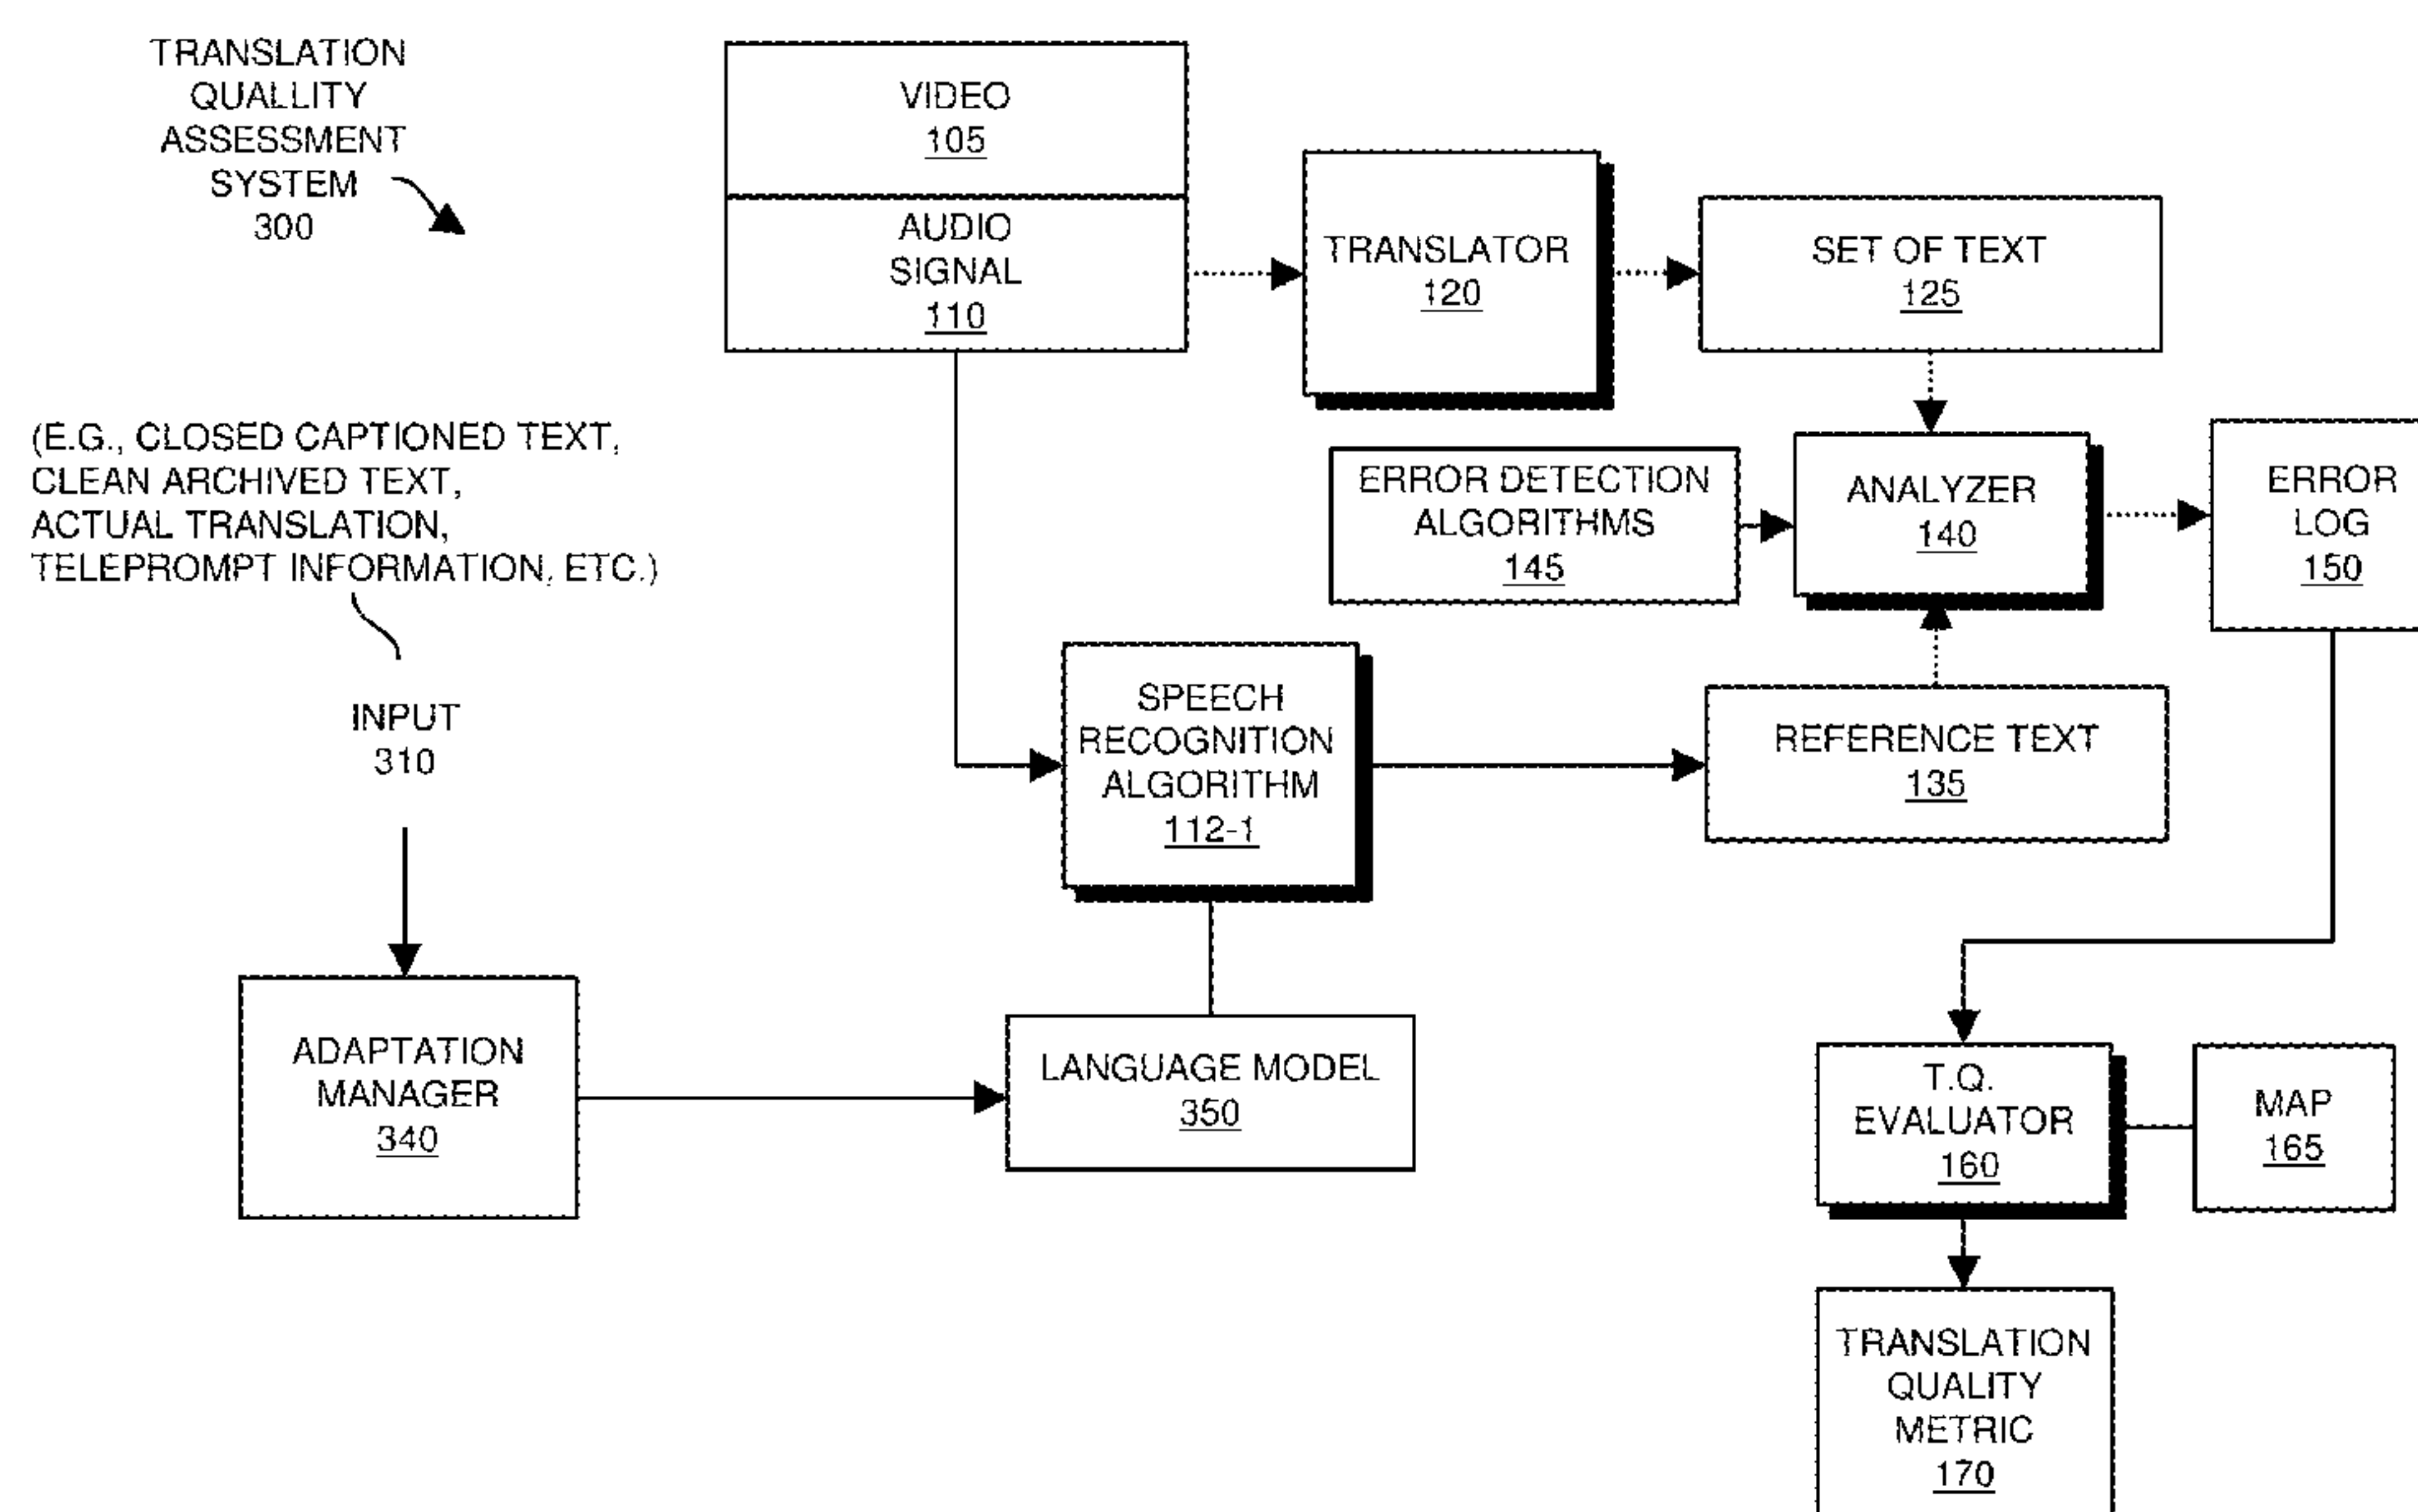 TRANSLATION
QUALLITY
ASSESSMENT
SYSTEM
300
VIDEO
105
AUDIO
SIGNAL
110
TRANSLATOR
120
SET OF TEXT
125
(E.G., CLOSED CAPTIONED TEXT,
CLEAN ARCHIVED TEXT,
ACTUAL TRANSLATION,
TELEPROMPT INFORMATION, ETC.)
INPUT
310
ERROR DETECTION
ALGORITHMS
145
ANALYZER
140
ERROR
LOG
150
SPEECH
RECOGNITION
ALGORITHM
112-1
REFERENCE TEXT
135
ADAPTATION
MANAGER
340
LANGUAGE MODEL
350
T.Q.
EVALUATOR
160
MAP
165
TRANSLATION
QUALITY
METRIC
170